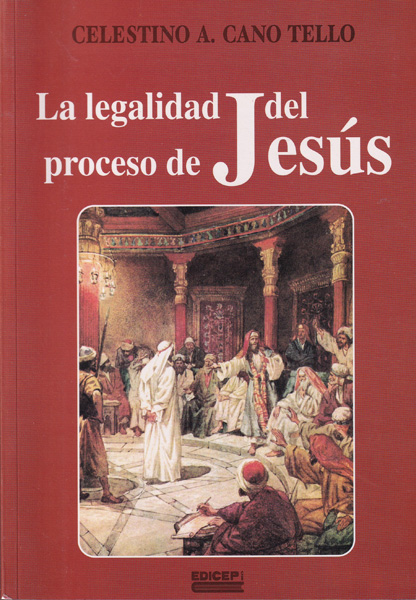 CELESTINO A. CANO TELLO
La legalidad del
proceso de Jesús
EDICEP